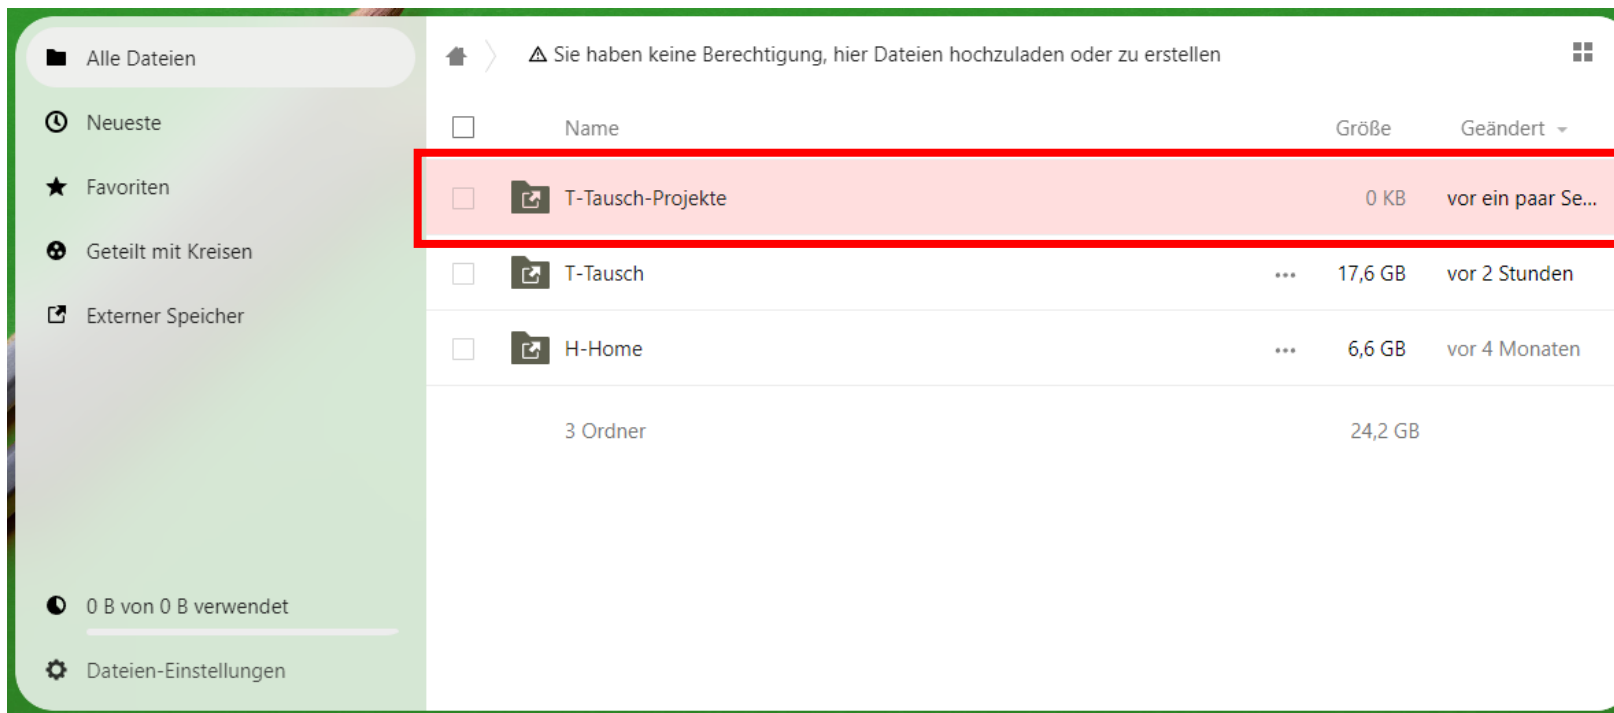 Alle Dateien
Neueste
Favoriten
Geteilt mit Kreisen
Externer Speicher
0 B von 0 B verwendet
Dateien-Einstellungen
⚠ Sie haben keine Berechtigung, hier Dateien hochzuladen oder zu erstellen
Name Größe Geändert
T-Tausch-Projekte 0 KB vor ein paar Se...
T-Tausch ... 17,6 GB vor 2 Stunden
H-Home ... 6,6 GB vor 4 Monaten
3 Ordner 24,2 GB